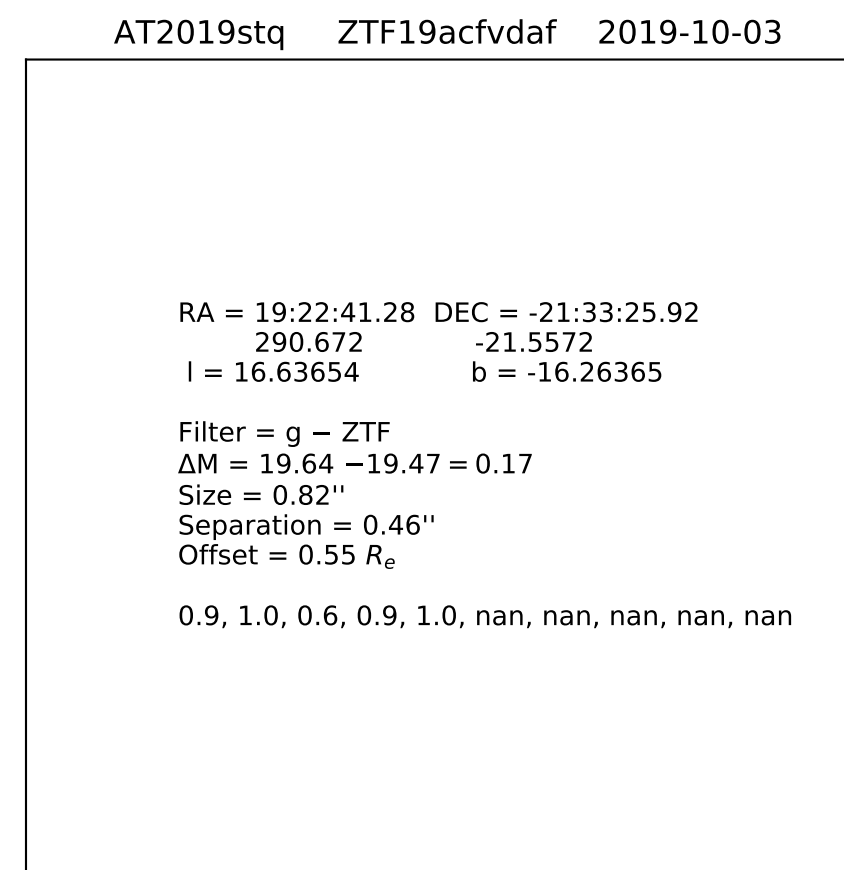 AT2019stq ZTF19acfvdaf 2019-10-03
RA = 19:22:41.28 DEC = -21:33:25.92
290.672 -21.5572
l = 16.63654 b = -16.26365
Filter = g − ZTF
ΔM = 19.64 −19.47 = 0.17
Size = 0.82''
Separation = 0.46''
Offset = 0.55 Rₑ
0.9, 1.0, 0.6, 0.9, 1.0, nan, nan, nan, nan, nan